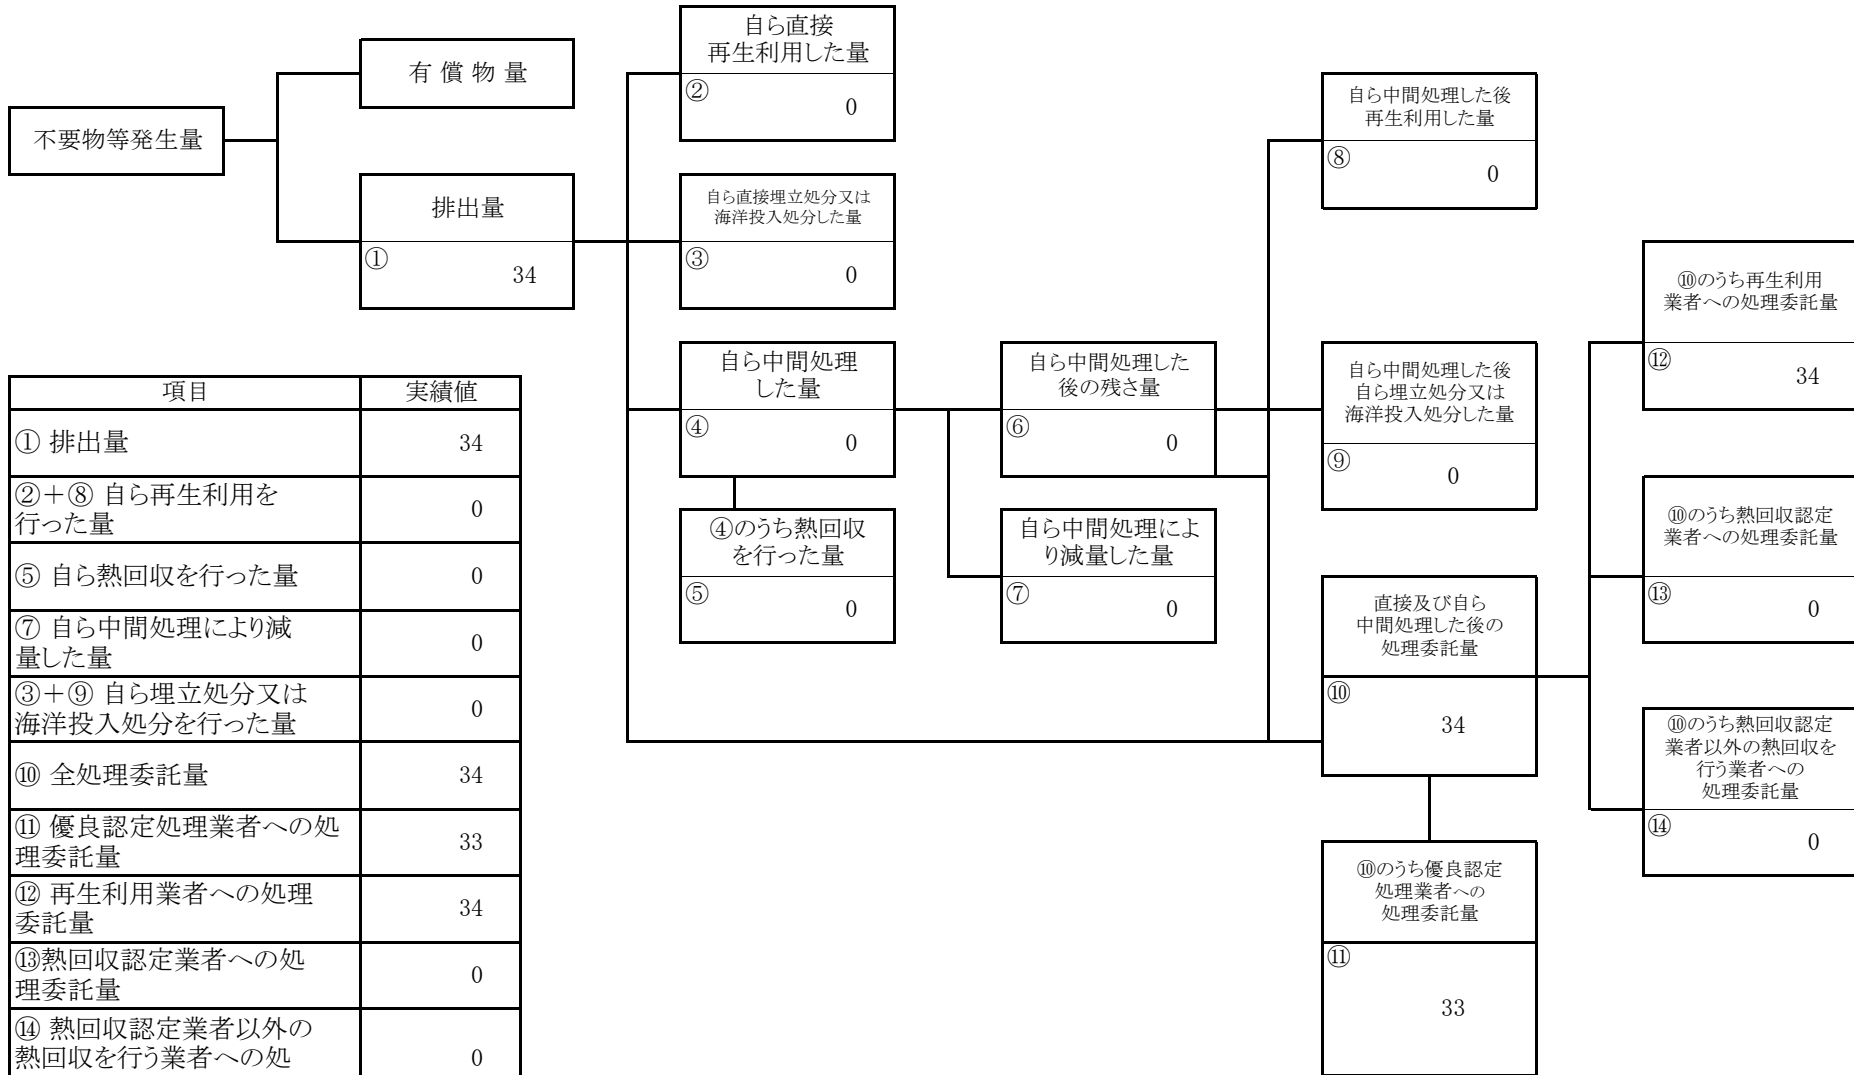 不要物等発生量
有 償 物 量
排出量
①
34
自ら直接
再生利用した量
②
0
自ら直接埋立処分又は
海洋投入処分した量
③
0
自ら中間処理
した量
④
0
④のうち熱回収
を行った量
⑤
0
自ら中間処理した
後の残さ量
⑥
0
自ら中間処理によ
り減量した量
⑦
0
自ら中間処理した後
再生利用した量
⑧
0
自ら中間処理した後
自ら埋立処分又は
海洋投入処分した量
⑨
0
直接及び自ら
中間処理した後の
処理委託量
⑩
34
⑩のうち優良認定
処理業者への
処理委託量
⑪
33
⑩のうち再生利用
業者への処理委託量
⑫
34
⑩のうち熱回収認定
業者への処理委託量
⑬
0
⑩のうち熱回収認定
業者以外の熱回収を
行う業者への
処理委託量
⑭
0
項目 実績値
① 排出量 34
②+⑧ 自ら再生利用を
行った量 0
⑤ 自ら熱回収を行った量 0
⑦ 自ら中間処理により減
量した量 0
③+⑨ 自ら埋立処分又は
海洋投入処分を行った量 0
⑩ 全処理委託量 34
⑪ 優良認定処理業者への処
理委託量 33
⑫ 再生利用業者への処理
委託量 34
⑬熱回収認定業者への処
理委託量 0
⑭ 熱回収認定業者以外の
熱回収を行う業者への処 0